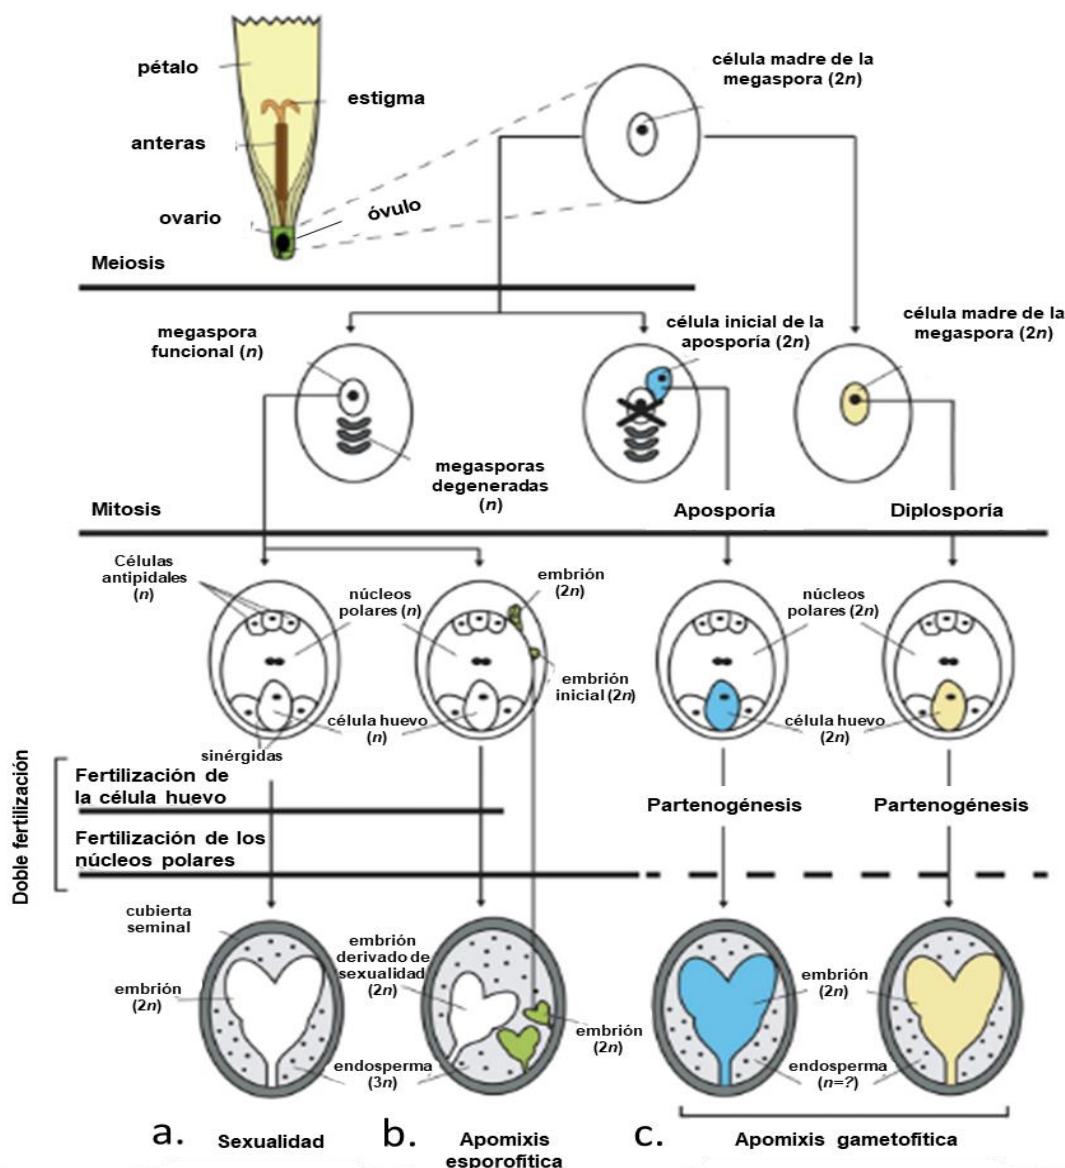 pétalo
estigma
anteras
ovario
óvulo
célula madre de la
megaspora (2n)
Meiosis
megaspora
funcional (n)
célula inicial de la
aposporía (2n)
célula madre de la
megaspora (2n)
megasporas
degeneradas
(n)
Mitosis
Aposporía
Diplosporía
Células
antipidales
(n)
núcleos
polares (n)
embrión
(2n)
núcleos
polares (2n)
embrión
inicial (2n)
célula huevo
(n)
célula huevo
(2n)
sinérgidas
Doble fertilización
Fertilización de
la célula huevo
Partenogénesis
Partenogénesis
Fertilización de los
núcleos polares
cubierta
seminal
embrión
(2n)
embrión
derivado de
sexualidad
(2n)
embrión
(2n)
embrión
(2n)
endosperma
(3n)
endosperma
(n=?)
a.
Sexualidad
b.
Apomixis
esporofítica
c.
Apomixis gametofítica